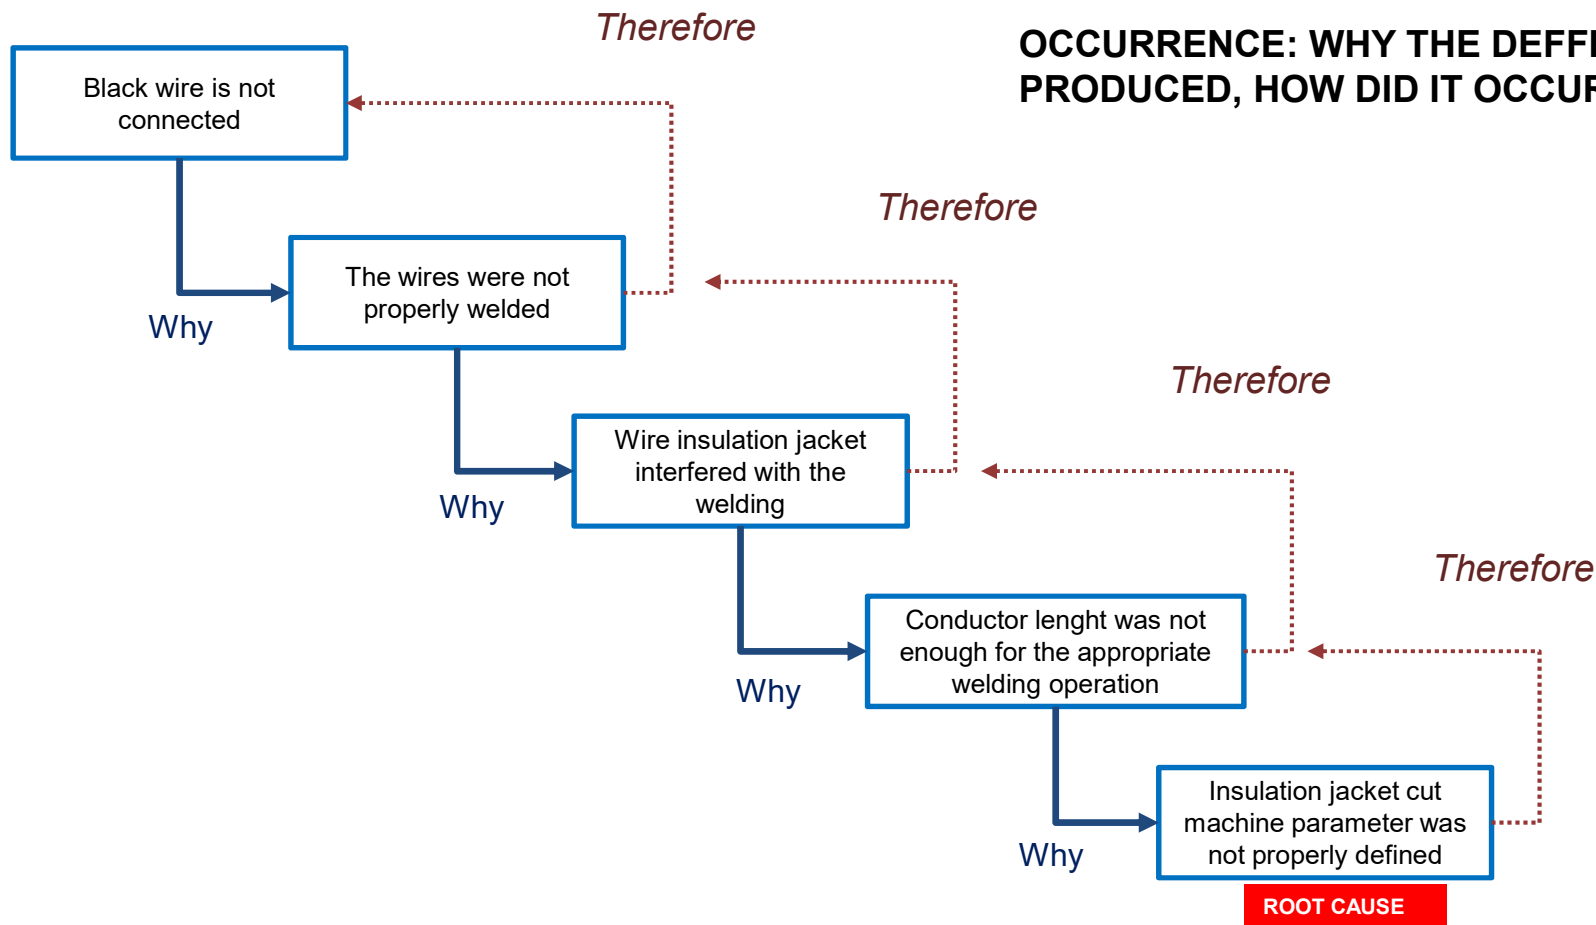 Therefore
OCCURRENCE: WHY THE
PRODUCED, HOW DID IT
Black wire is not
connected
Therefore
The wires were not
properly welded
Why
Therefore
Wire insulation jacket
interfered with the
welding
Why
Therefore
Conductor lenght was not
enough for the appropriate
welding operation
Why
Insulation jacket cut
machine parameter was
not properly defined
Why
ROOT CAUSE